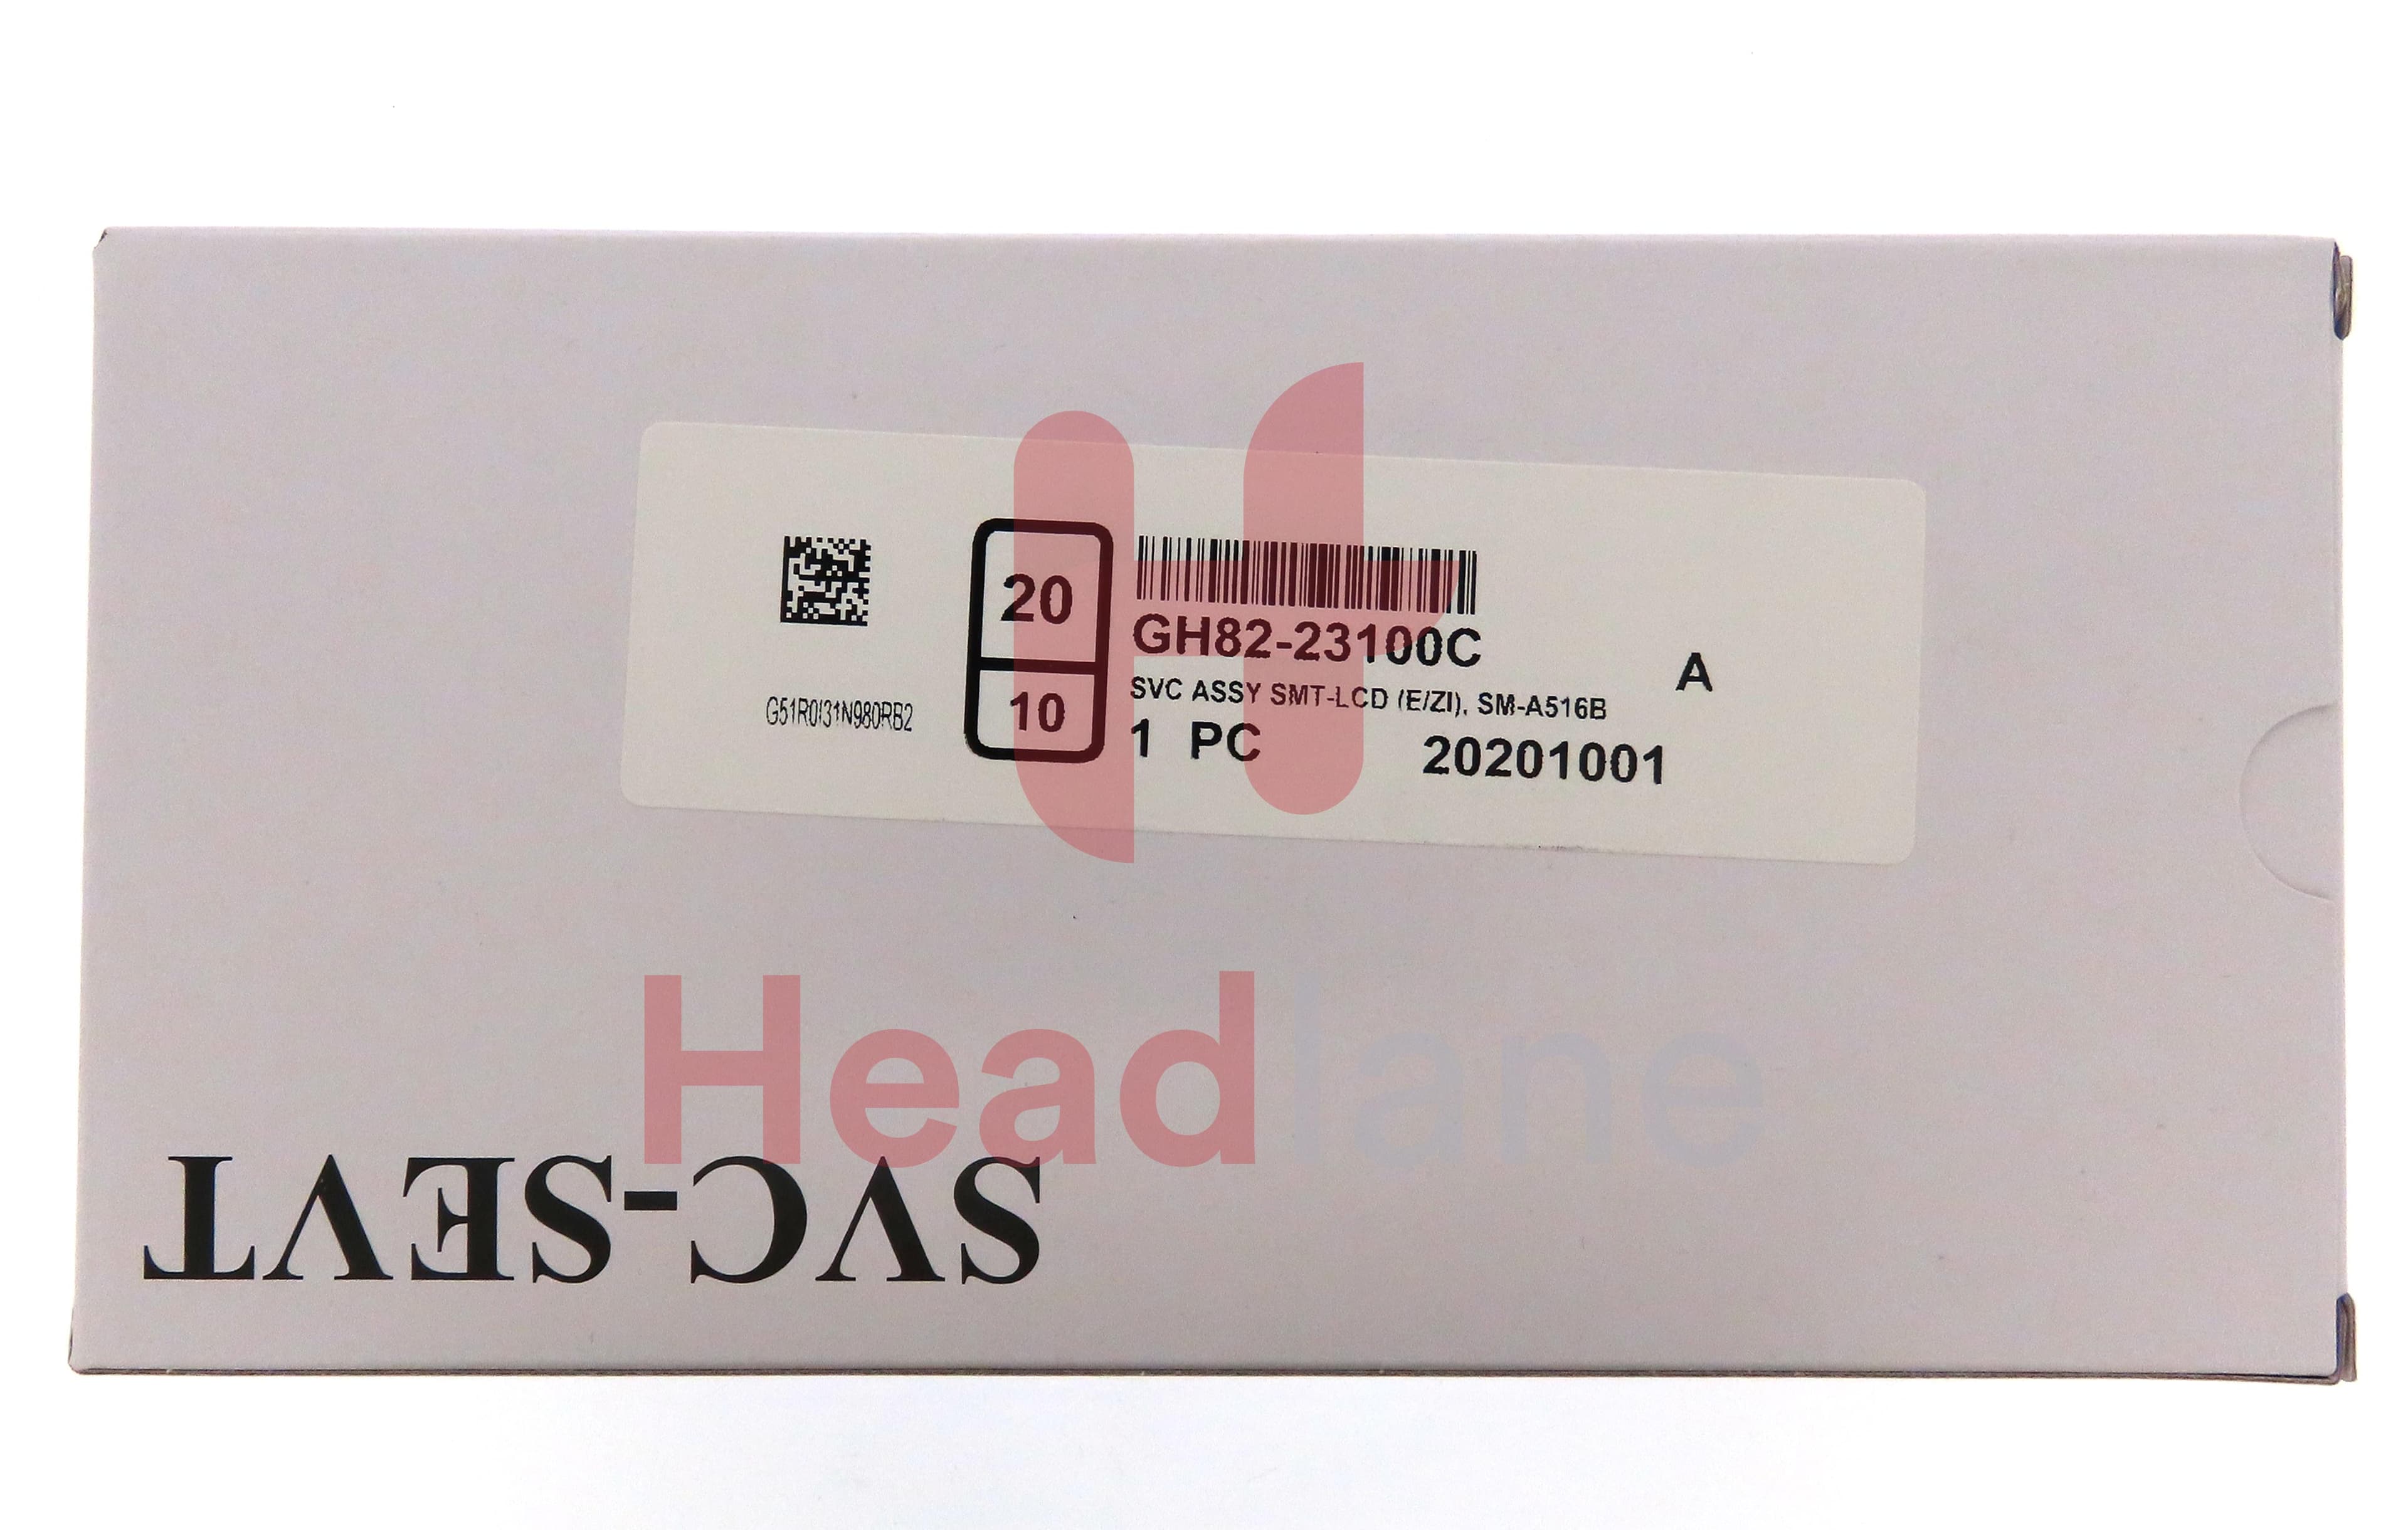 20
10
GH82-23100C
SVC ASSY SMT-LCD (E/ZI), SM-A516B
A
1 PC 20201001
G51R0I31N980RB2
Headlane
SVC-SEVT